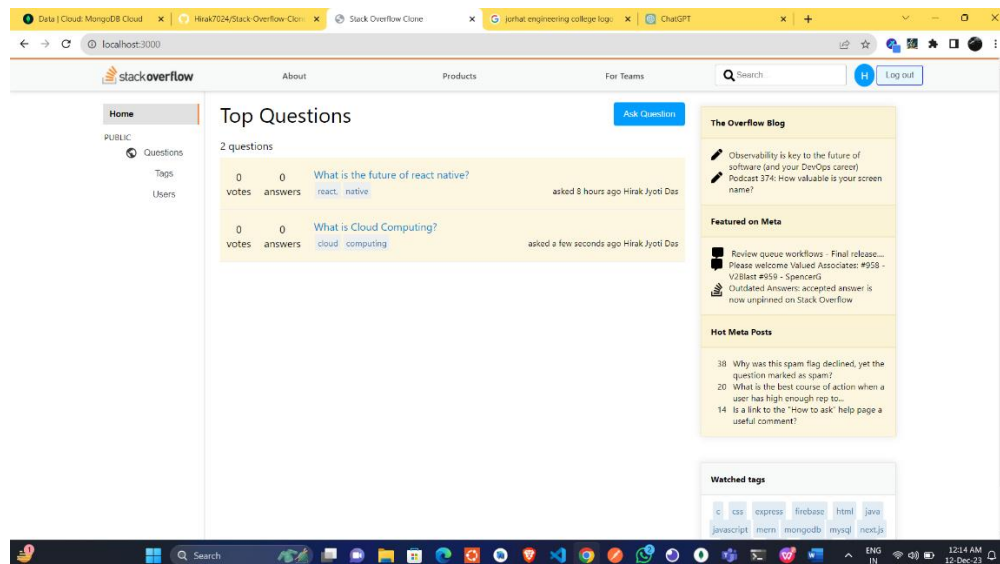 Data | Cloud: MongoDB Cloud
Hirak7024/Stack-Overflow-Clon
Stack Overflow Clone
jorhat engineering college logo
ChatGPT
localhost:3000
stackoverflow
About
Products
For Teams
Search
H
Log out
Home
PUBLIC
Questions
Tags
Users
Top Questions
Ask Question
2 questions
0 0 What is the future of react native?
votes answers react, native asked 8 hours ago Hirak Jyoti Das
0 0 What is Cloud Computing?
votes answers cloud computing asked a few seconds ago Hirak Jyoti Das
The Overflow Blog
Observability is key to the future of
software (and your DevOps career)
Podcast 374: How valuable is your screen
name?
Featured on Meta
Review queue workflows - Final release....
Please welcome Valued Associates: #958 -
V2Blast #959 - SpencerG
Outdated Answers: accepted answer is
now unpinned on Stack Overflow
Hot Meta Posts
38 Why was this spam flag declined, yet the
question marked as spam?
20 What is the best course of action when a
user has high enough rep to...
14 Is a link to the "How to ask" help page a
useful comment?
Watched tags
c css express firebase html java
javascript mern mongodb mysql next.js
Search
ENG
IN
12:14 AM
12-Dec-23